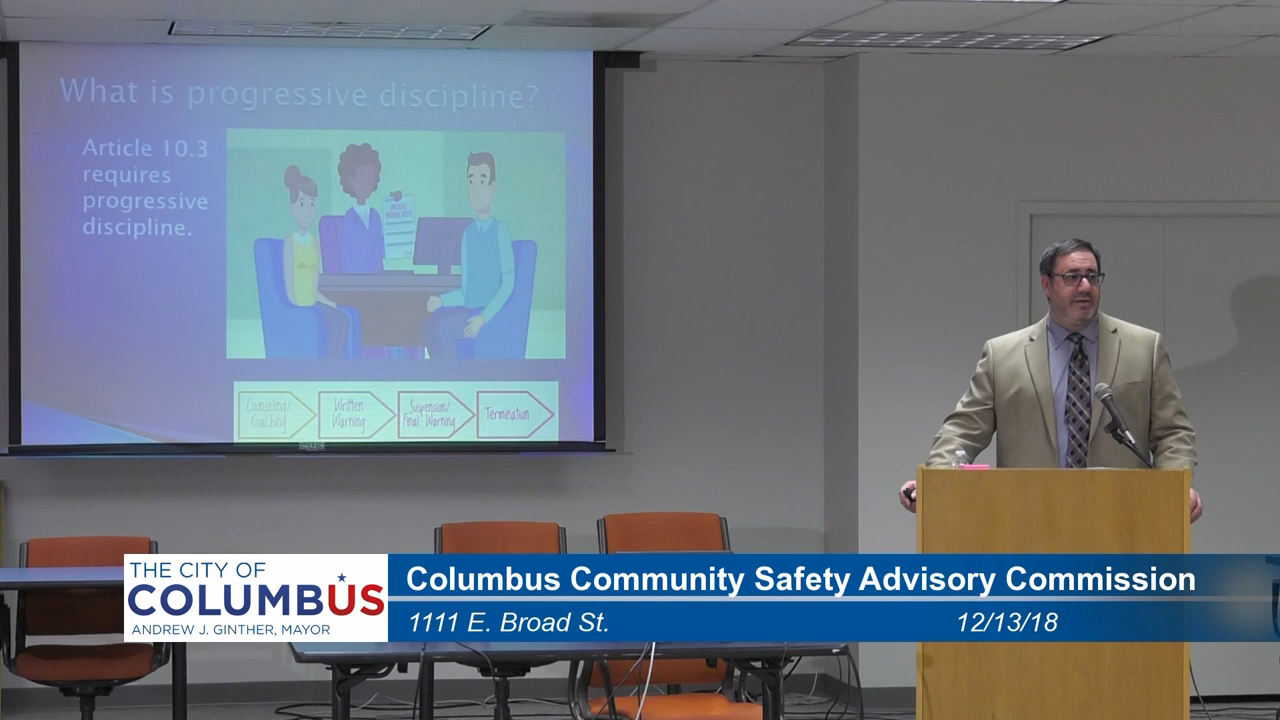 What is progressive discipline?
Article 10.3
requires
progressive
discipline.
Counseling/
Coaching
Written
Warning
Suspension/
Final Warning
Termination
THE CITY OF
COLUMBUS
ANDREW J. GINTHER, MAYOR
Columbus Community Safety Advisory Commission
1111 E. Broad St. 12/13/18